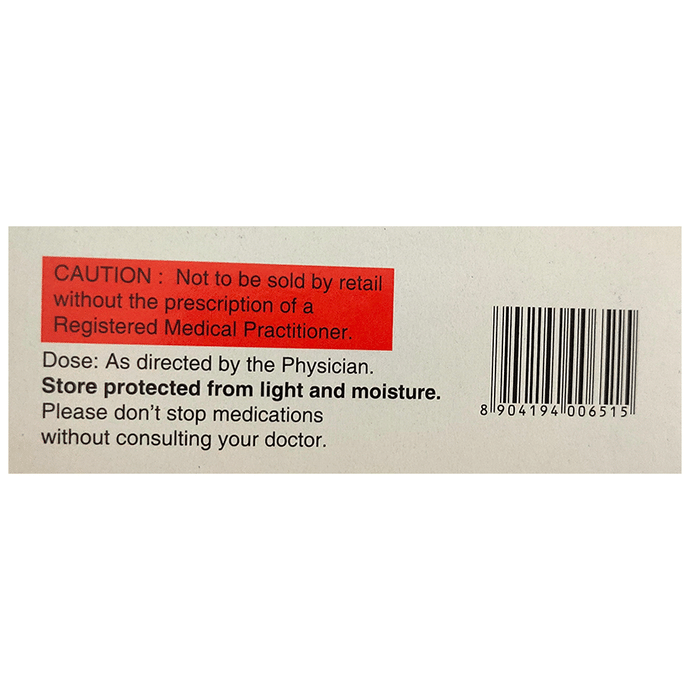 CAUTION : Not to be sold by retail
without the prescription of a
Registered Medical Practitioner.
Dose: As directed by the Physician.
Store protected from light and moisture.
Please don't stop medications
without consulting your doctor.
8 904194 006515